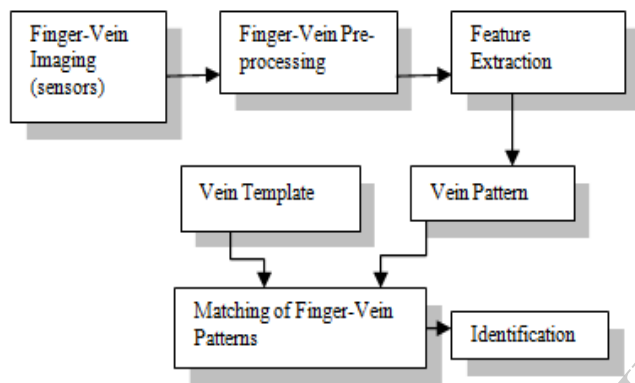 Finger-Vein
Imaging
(sensors)
Finger-Vein Pre-
processing
Feature
Extraction
Vein Template
Vein Pattern
Matching of Finger-Vein
Patterns
Identification